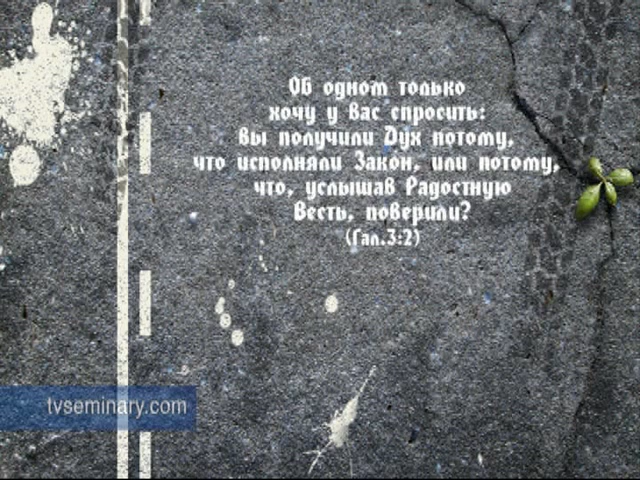 Об одном только
хочу у вас спросить:
вы получили Дух потому,
что исполняли Закон, или потому,
что, услышав Радостную
Весть, поверили?
(Гал.3:2)
tvseminary.com